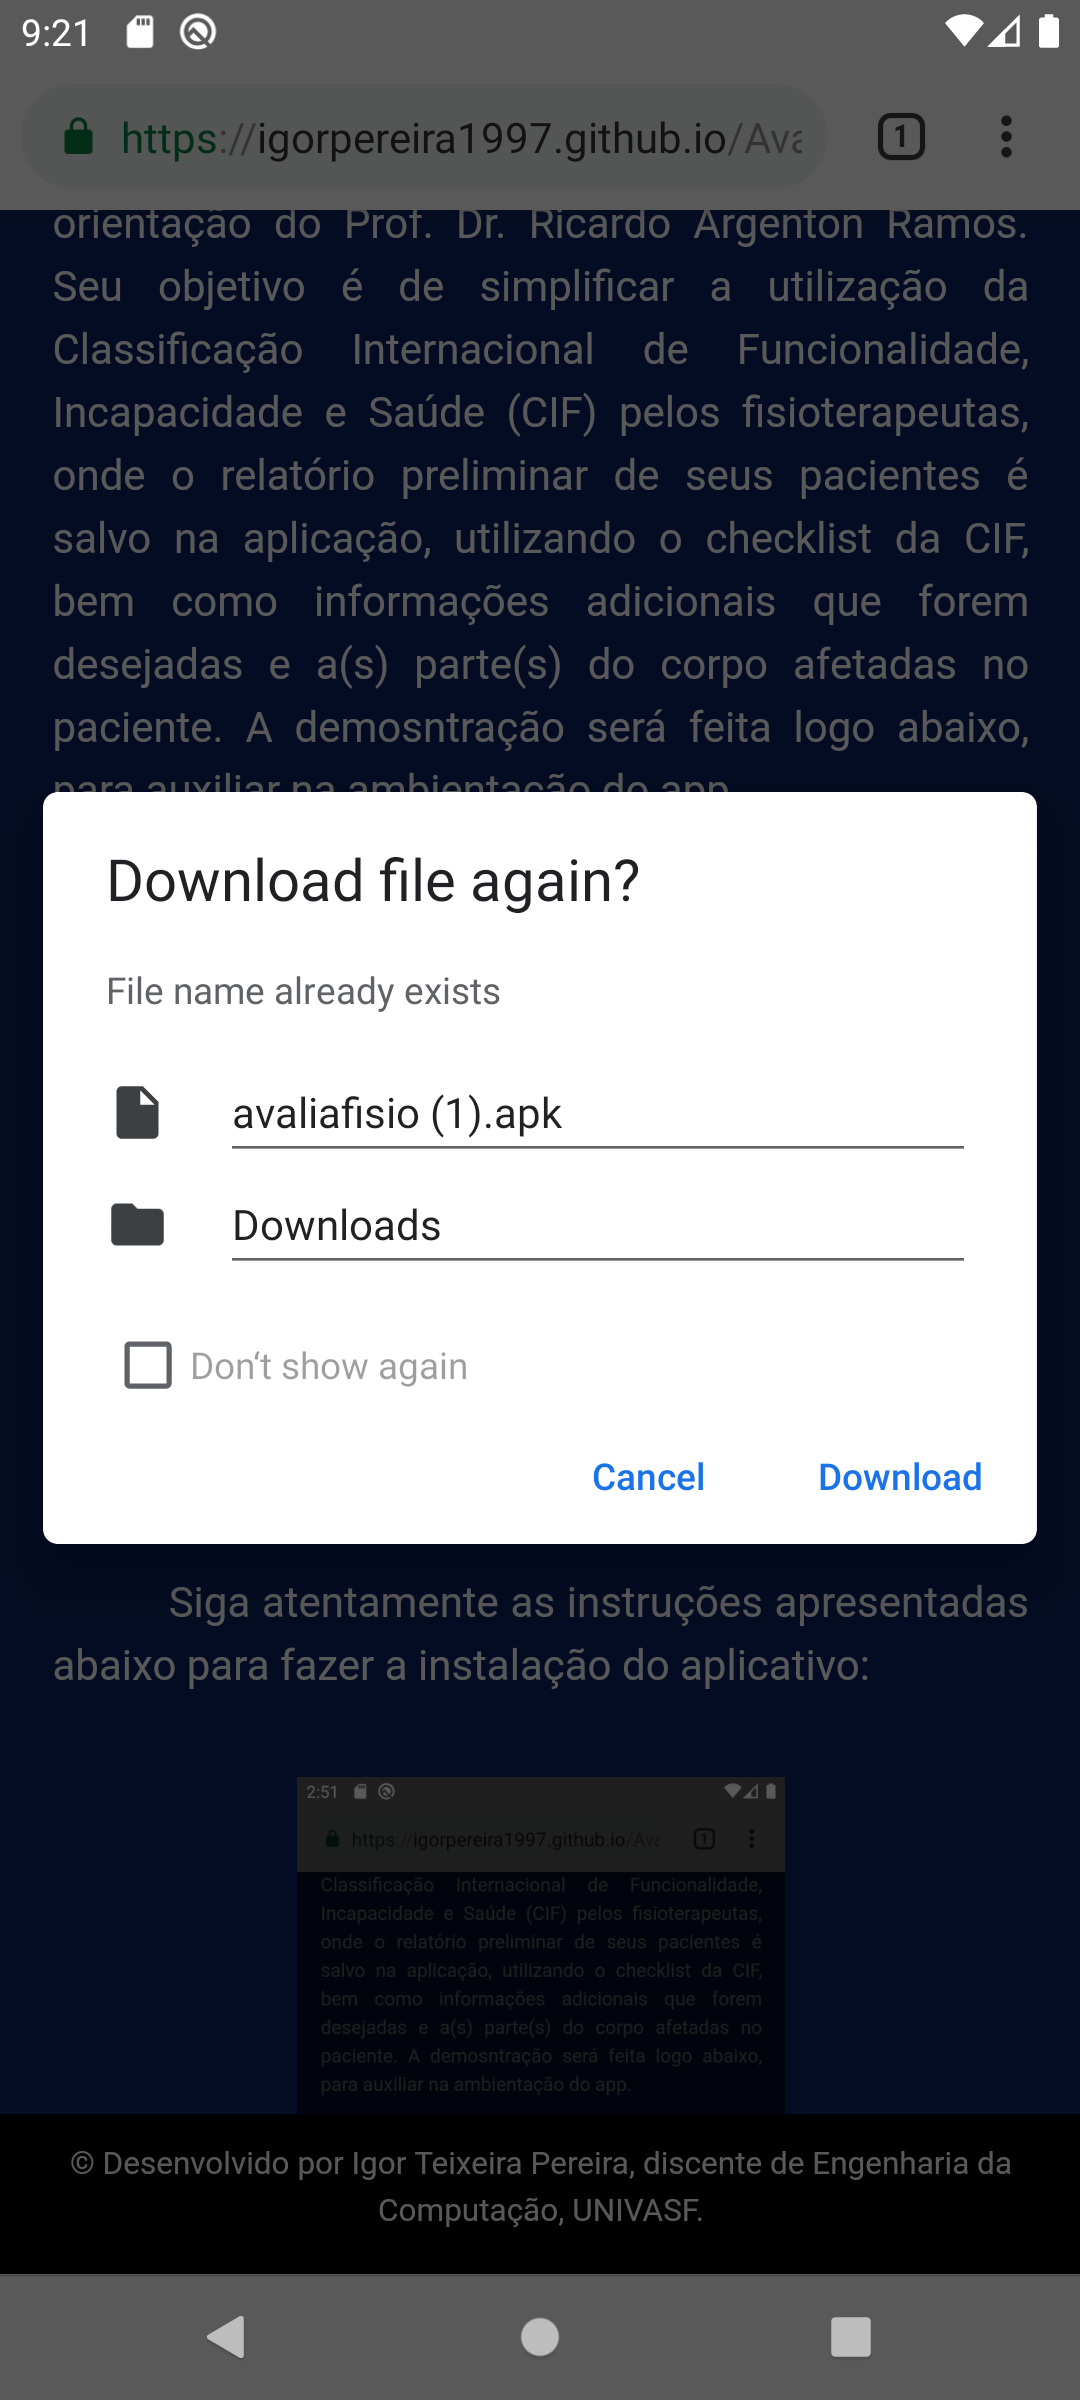 9:21
https://igorpereira1997.github.io/Ava
1
orientação do Prof. Dr. Ricardo Argenton Ramos.
Seu objetivo é de simplificar a utilização da
Classificação Internacional de Funcionalidade,
Incapacidade e Saúde (CIF) pelos fisioterapeutas,
onde o relatório preliminar de seus pacientes é
salvo na aplicação, utilizando o checklist da CIF,
bem como informações adicionais que forem
desejadas e a(s) parte(s) do corpo afetadas no
paciente. A demosntração será feita logo abaixo,
para auxiliar na ambientação do app.
Download file again?
File name already exists
avaliafisio (1).apk
Downloads
Don‘t show again
Cancel Download
Siga atentamente as instruções apresentadas
abaixo para fazer a instalação do aplicativo:
2:51
https://igorpereira1997.github.io/Ava
1
Classificação Internacional de Funcionalidade,
Incapacidade e Saúde (CIF) pelos fisioterapeutas,
onde o relatório preliminar de seus pacientes é
salvo na aplicação, utilizando o checklist da CIF,
bem como informações adicionais que forem
desejadas e a(s) parte(s) do corpo afetadas no
paciente. A demosntração será feita logo abaixo,
para auxiliar na ambientação do app.
© Desenvolvido por Igor Teixeira Pereira, discente de Engenharia da
Computação, UNIVASF.